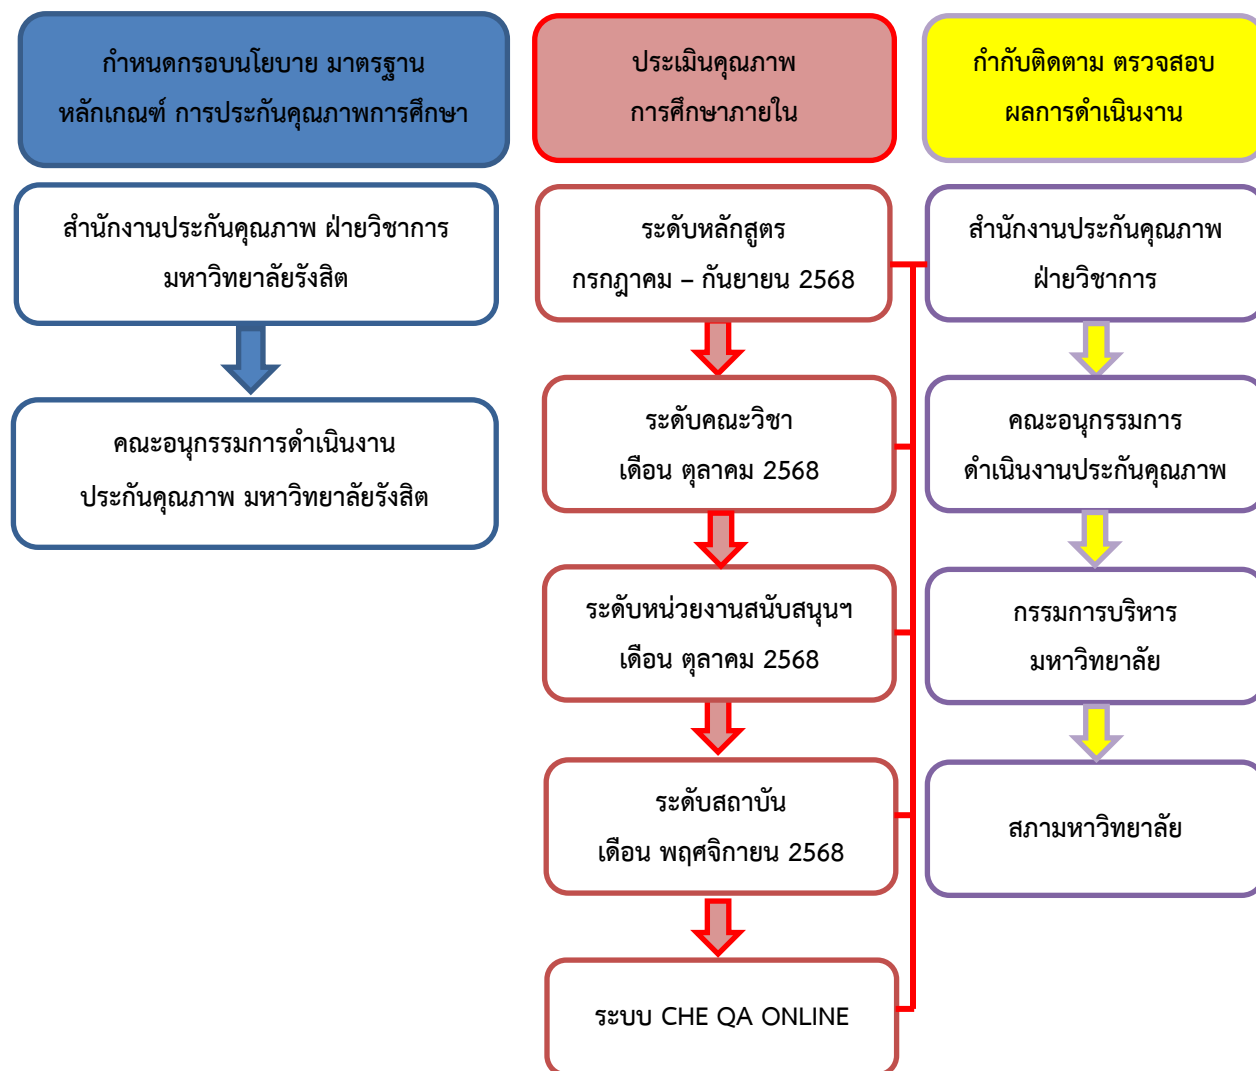 กำหนดกรอบนโยบาย มาตรฐาน
หลักเกณฑ์ การประกันคุณภาพการศึกษา
สำนักงานประกันคุณภาพ ฝ่ายวิชาการ
มหาวิทยาลัยรังสิต
คณะอนุกรรมการดำเนินงาน
ประกันคุณภาพ มหาวิทยาลัยรังสิต
ประเมินคุณภาพ
การศึกษาภายใน
ระดับหลักสูตร
กรกฎาคม – กันยายน 2568
ระดับคณะวิชา
เดือน ตุลาคม 2568
ระดับหน่วยงานสนับสนุนฯ
เดือน ตุลาคม 2568
ระดับสถาบัน
เดือน พฤศจิกายน 2568
ระบบ CHE QA ONLINE
กำกับติดตาม ตรวจสอบ
ผลการดำเนินงาน
สำนักงานประกันคุณภาพ
ฝ่ายวิชาการ
คณะอนุกรรมการ
ดำเนินงานประกันคุณภาพ
กรรมการบริหาร
มหาวิทยาลัย
สภามหาวิทยาลัย